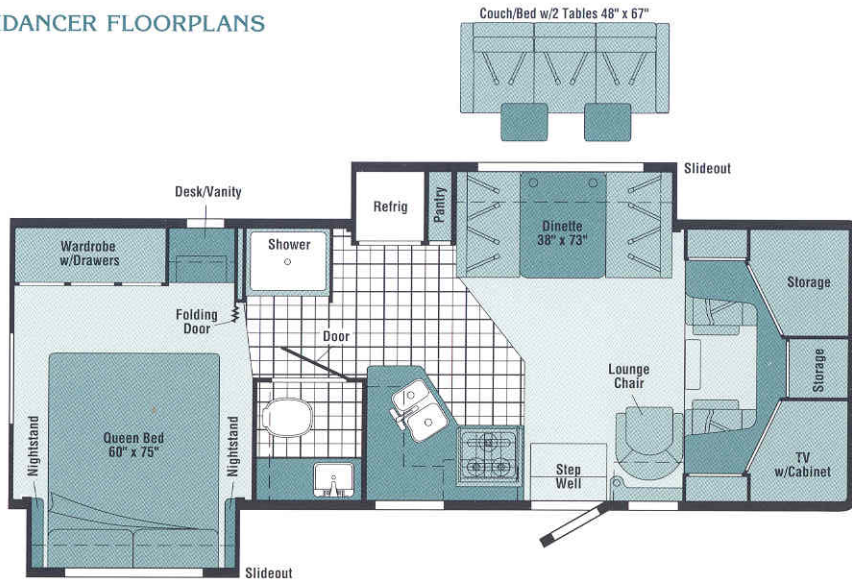 DANCER FLOORPLANS
Couch/Bed w/2 Tables 48" x 67"
Slideout
Desk/Vanity
Refrig
Pantry
Dinette
38" x 73"
Wardrobe
w/Drawers
Shower
Storage
Folding
Door
Door
Lounge
Chair
Storage
Nightstand
Queen Bed
60" x 75"
Nightstand
Step
Well
TV
w/Cabinet
Slideout